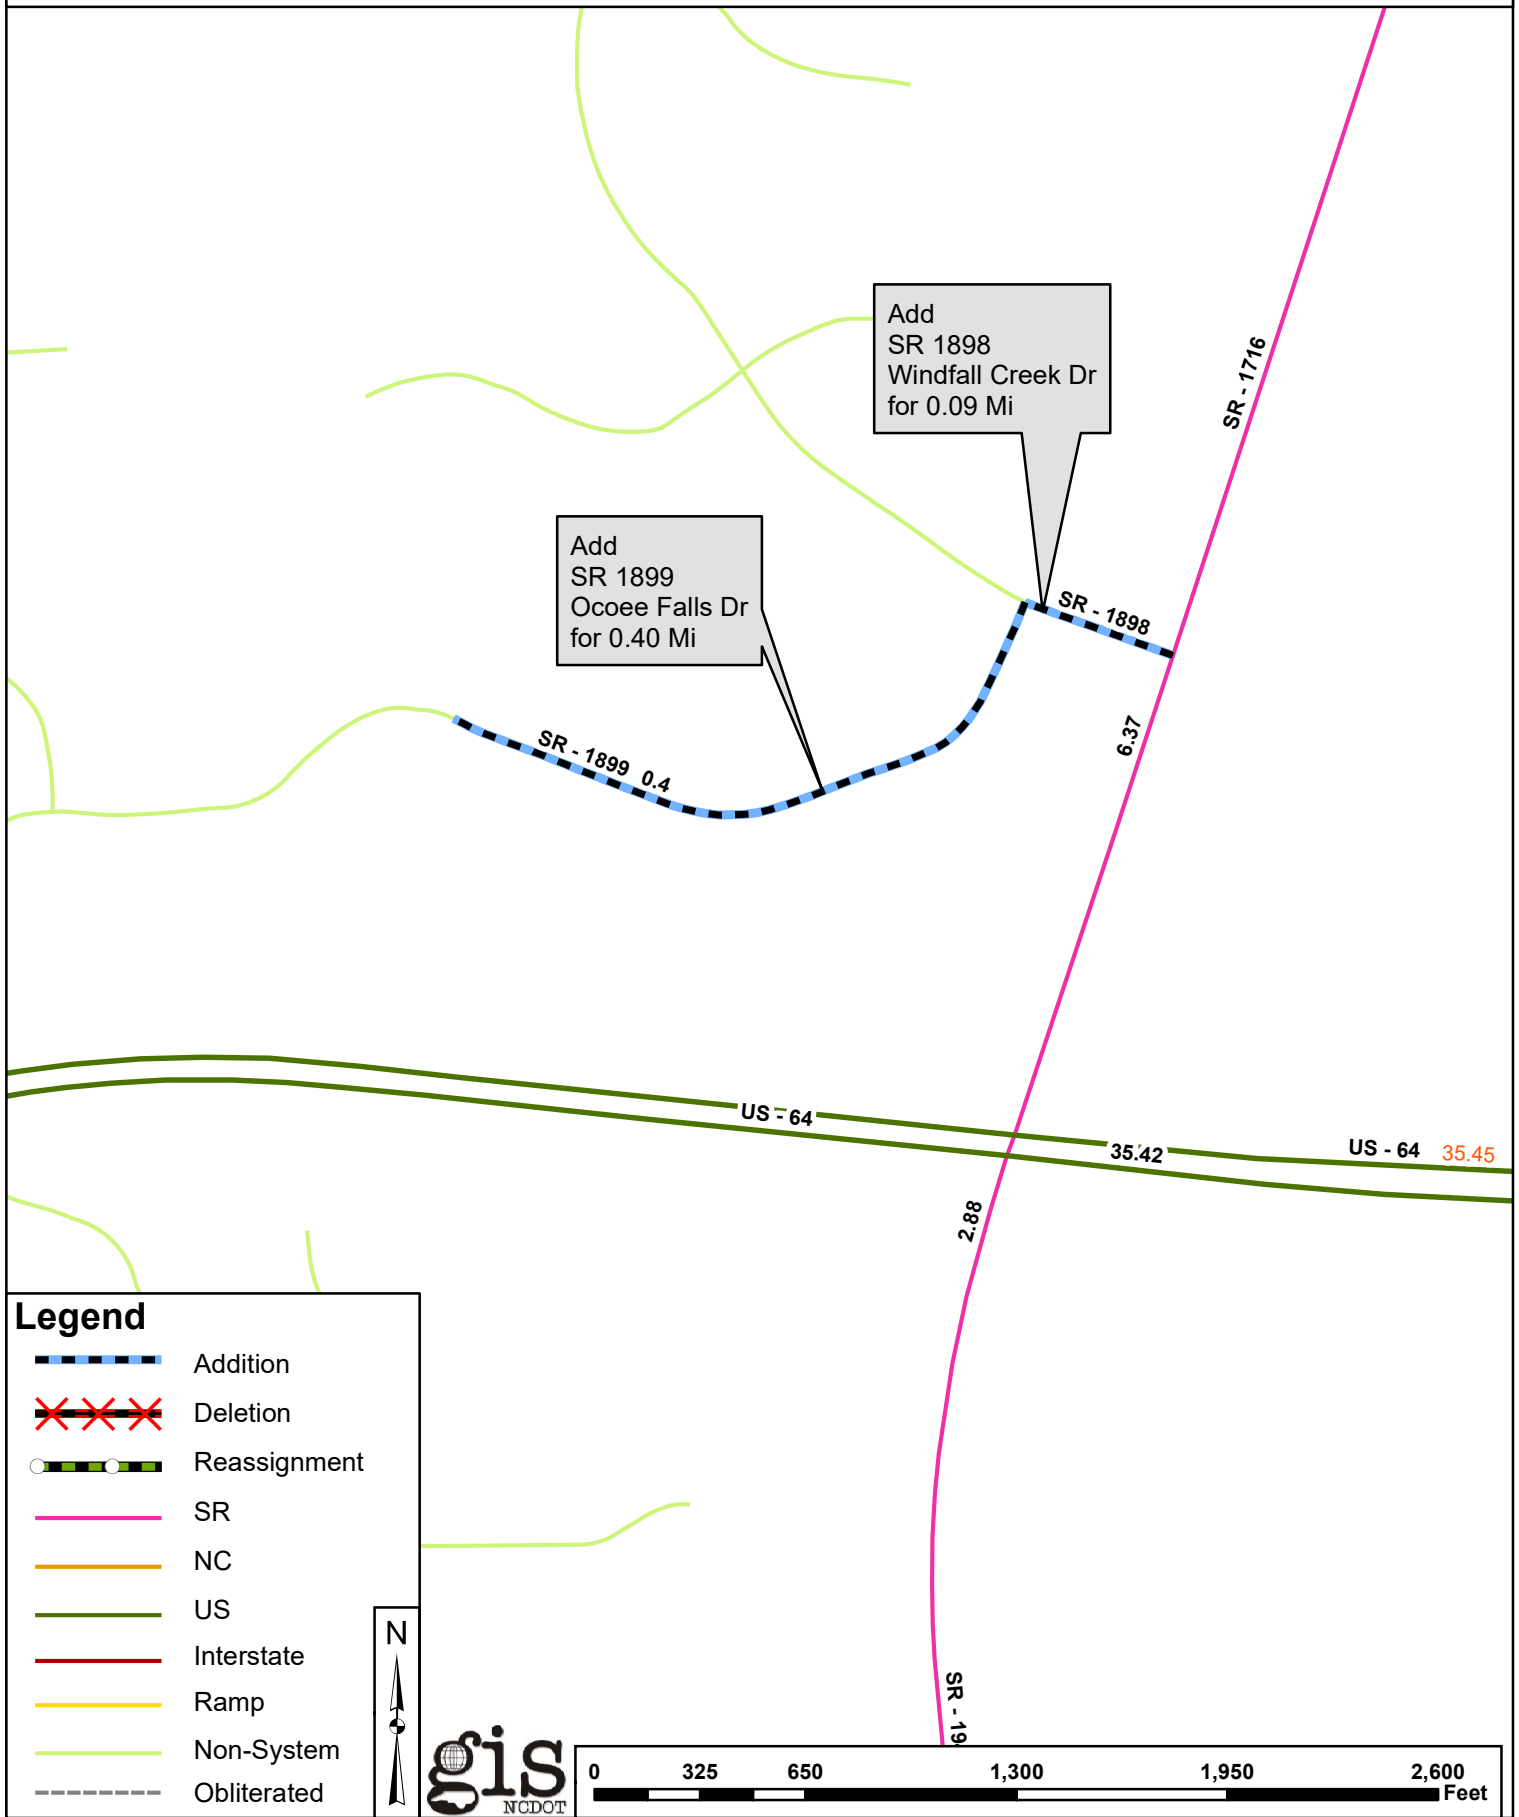 Add
SR 1898
Windfall Creek Dr
for 0.09 Mi
SR - 1716
Add
SR 1899
Ocoee Falls Dr
for 0.40 Mi
SR - 1898
6.37
SR - 1899 0.4
US - 64
35.42
US - 64 35.45
2.88
Legend
Addition
Deletion
Reassignment
SR
NC
US
Interstate
Ramp
Non-System
Obliterated
N
SR - 19
gis
NCDOT
0 325 650 1,300 1,950 2,600
Feet